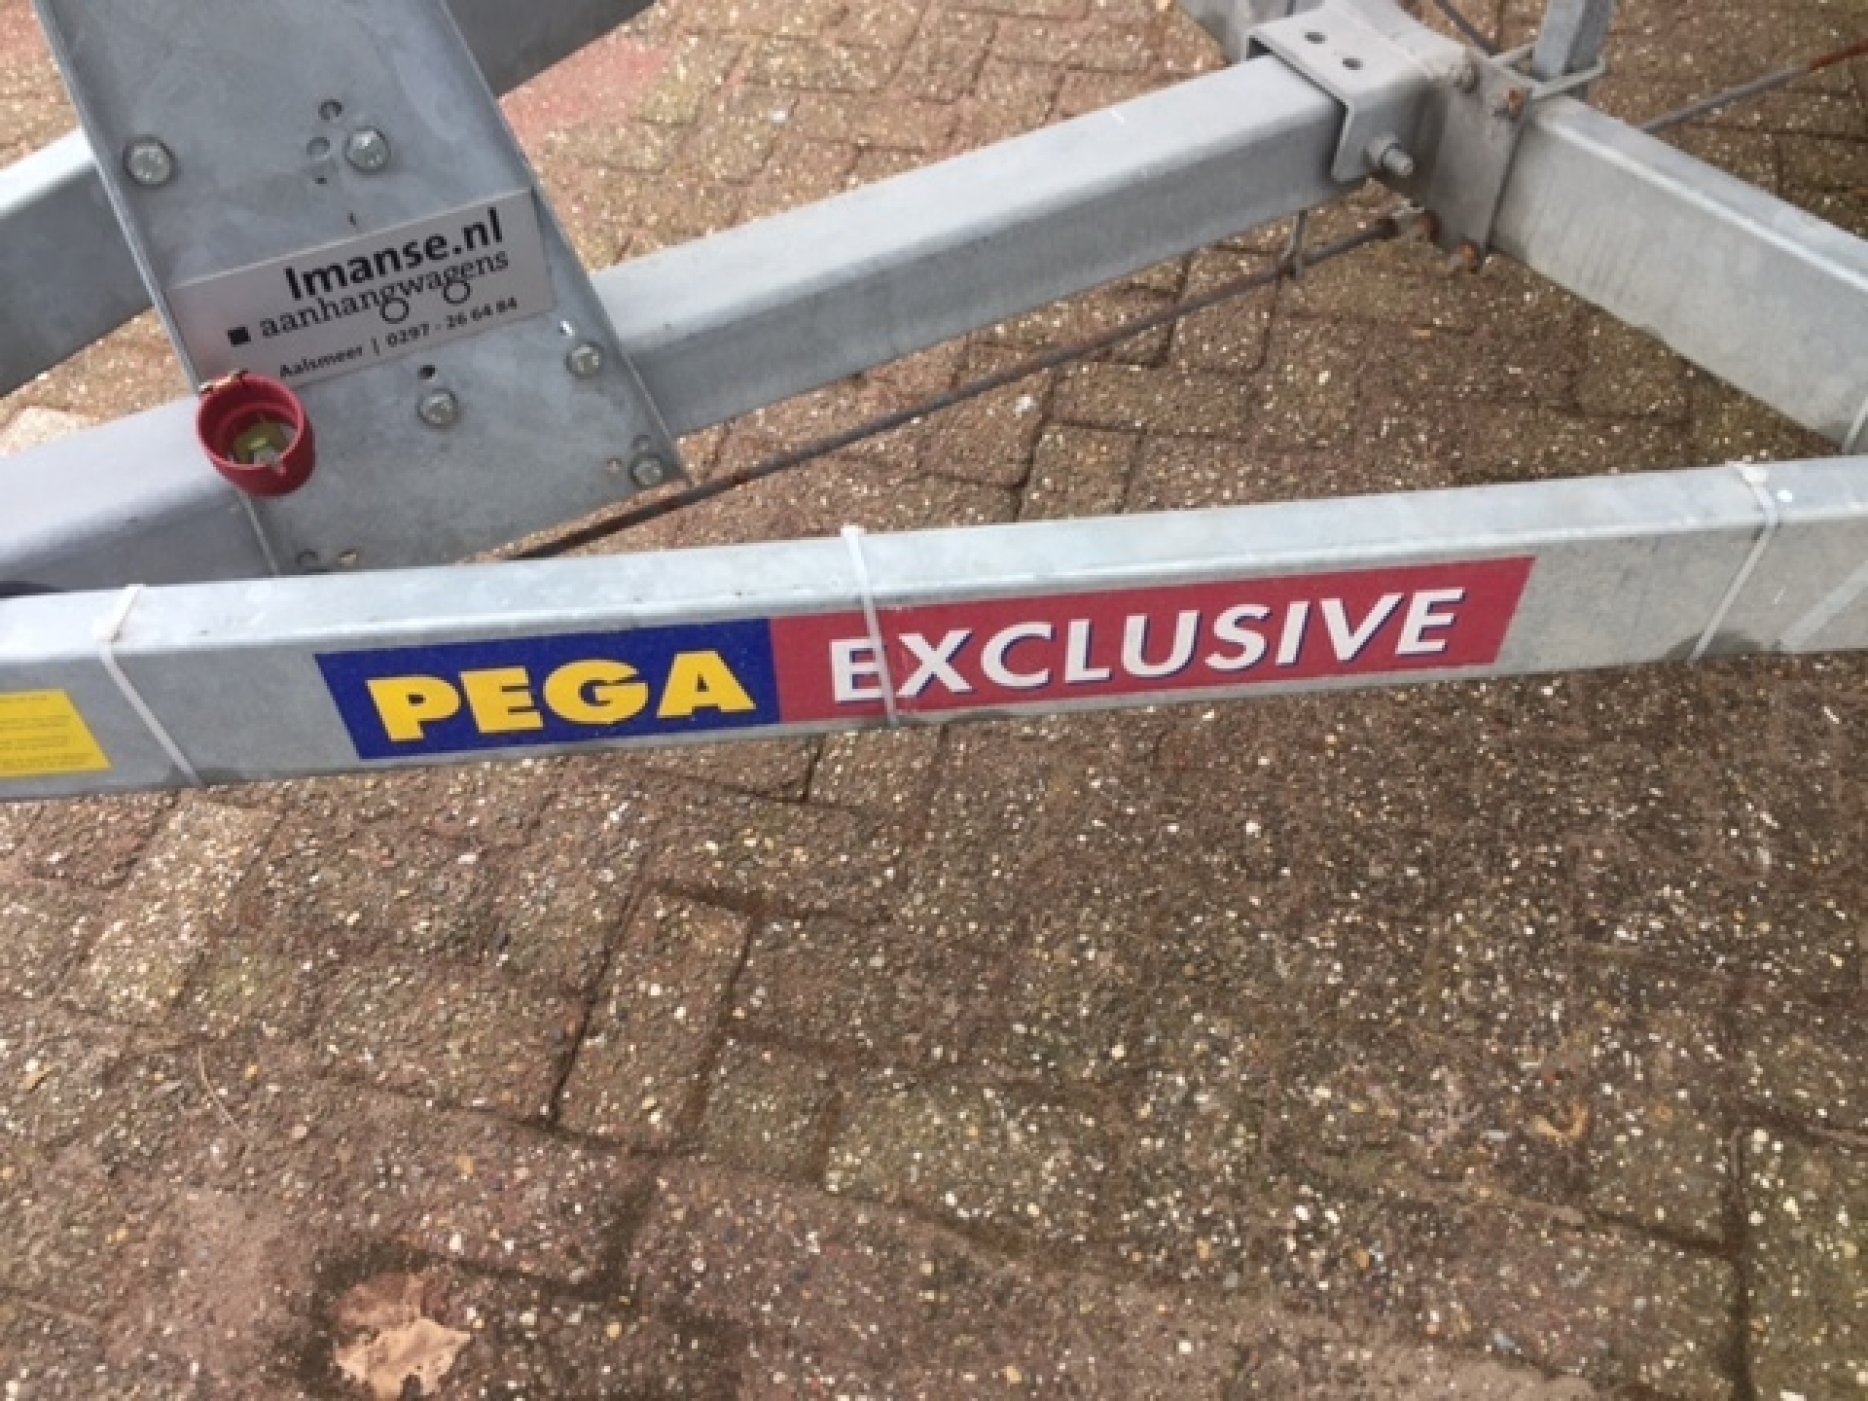 Imanse.nl
aanhangwagens
Aalsmeer | 0297 - 26 64 84
PEGA EXCLUSIVE